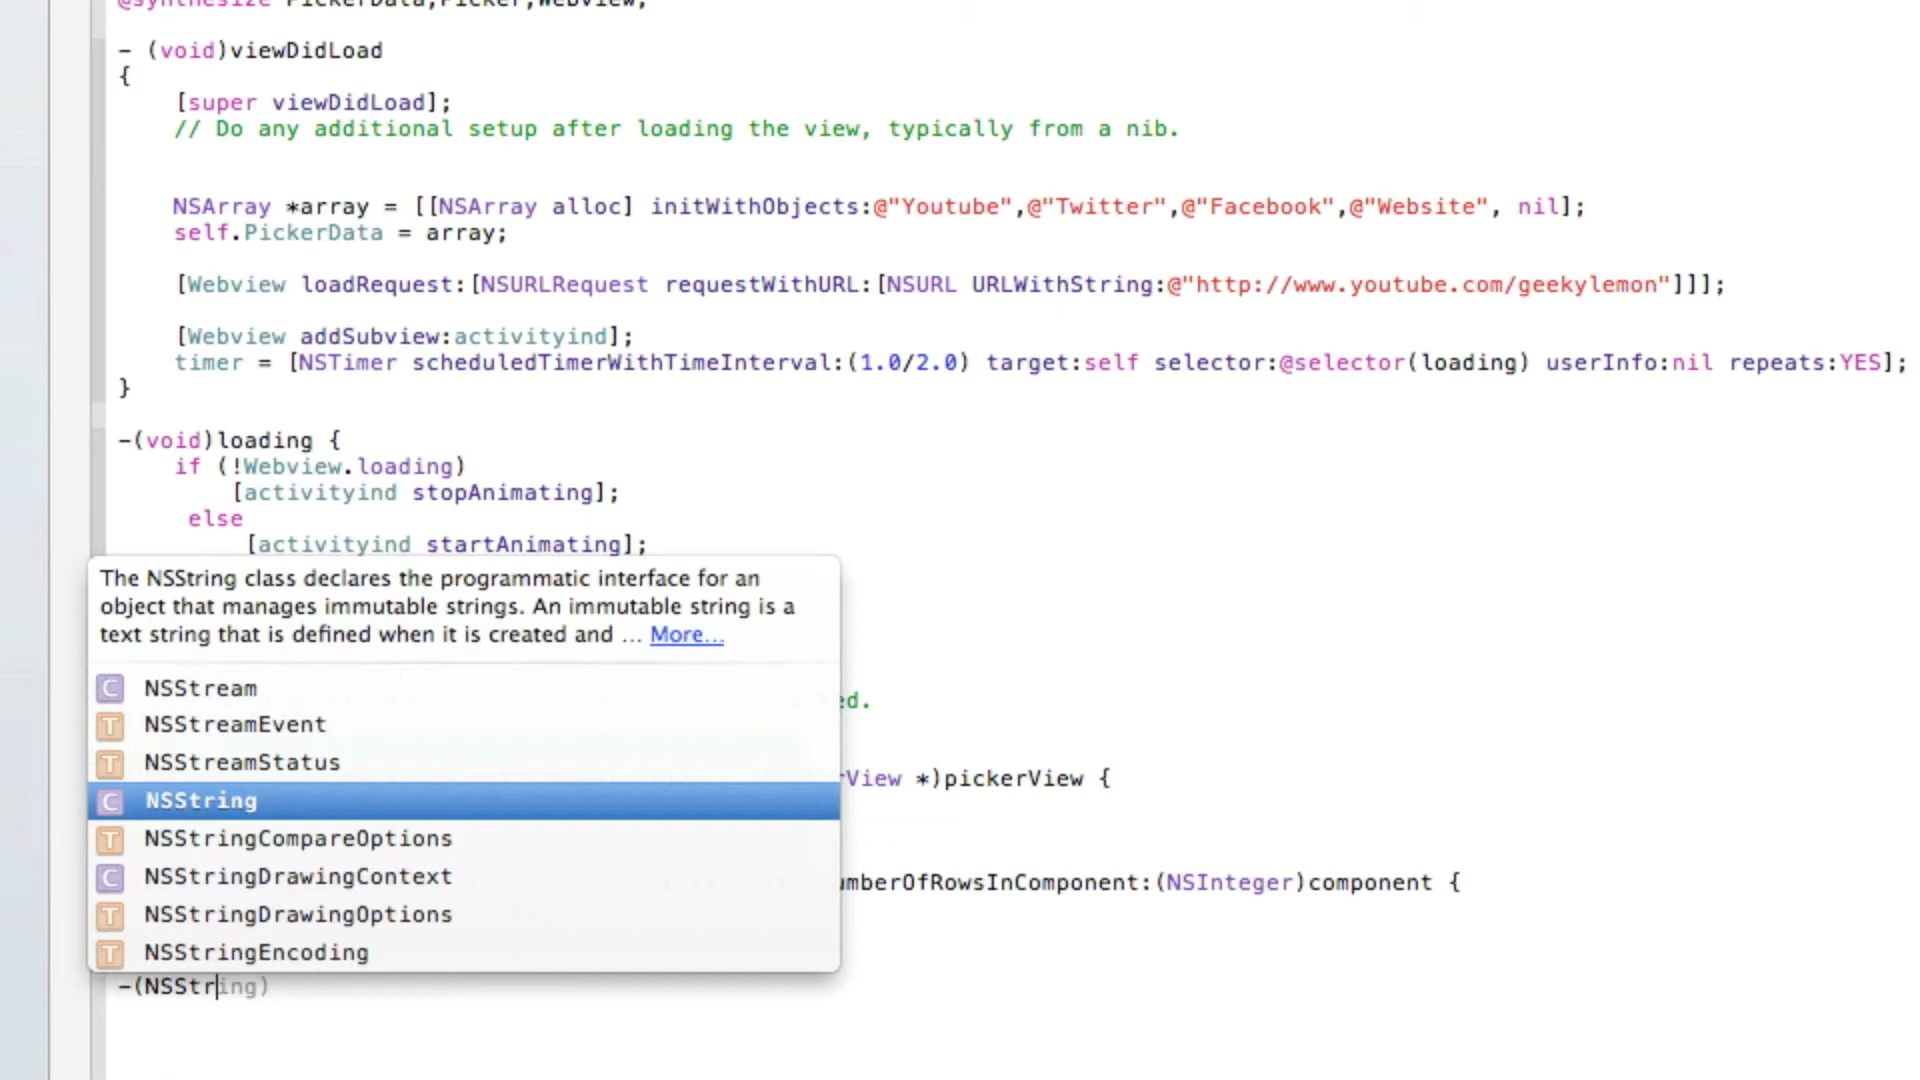 @synthesize PickerData,Picker,Webview;
- (void)viewDidLoad
{
[super viewDidLoad];
// Do any additional setup after loading the view, typically from a nib.
NSArray *array = [[NSArray alloc] initWithObjects:@"Youtube",@"Twitter",@"Facebook",@"Website", nil];
self.PickerData = array;
[Webview loadRequest:[NSURLRequest requestWithURL:[NSURL URLWithString:@"http://www.youtube.com/geekylemon"]]];
[Webview addSubview:activityind];
timer = [NSTimer scheduledTimerWithTimeInterval:(1.0/2.0) target:self selector:@selector(loading) userInfo:nil repeats:YES];
}
-(void)loading {
if (!Webview.loading)
[activityind stopAnimating];
else
[activityind startAnimating];
The NSString class declares the programmatic interface for an
object that manages immutable strings. An immutable string is a
text string that is defined when it is created and ... More...
C NSStream
ed.
T NSStreamEvent
T NSStreamStatus
rView *)pickerView {
C NSString
T NSStringCompareOptions
C NSStringDrawingContext
umberOfRowsInComponent:(NSInteger)component {
T NSStringDrawingOptions
T NSStringEncoding
-(NSString)